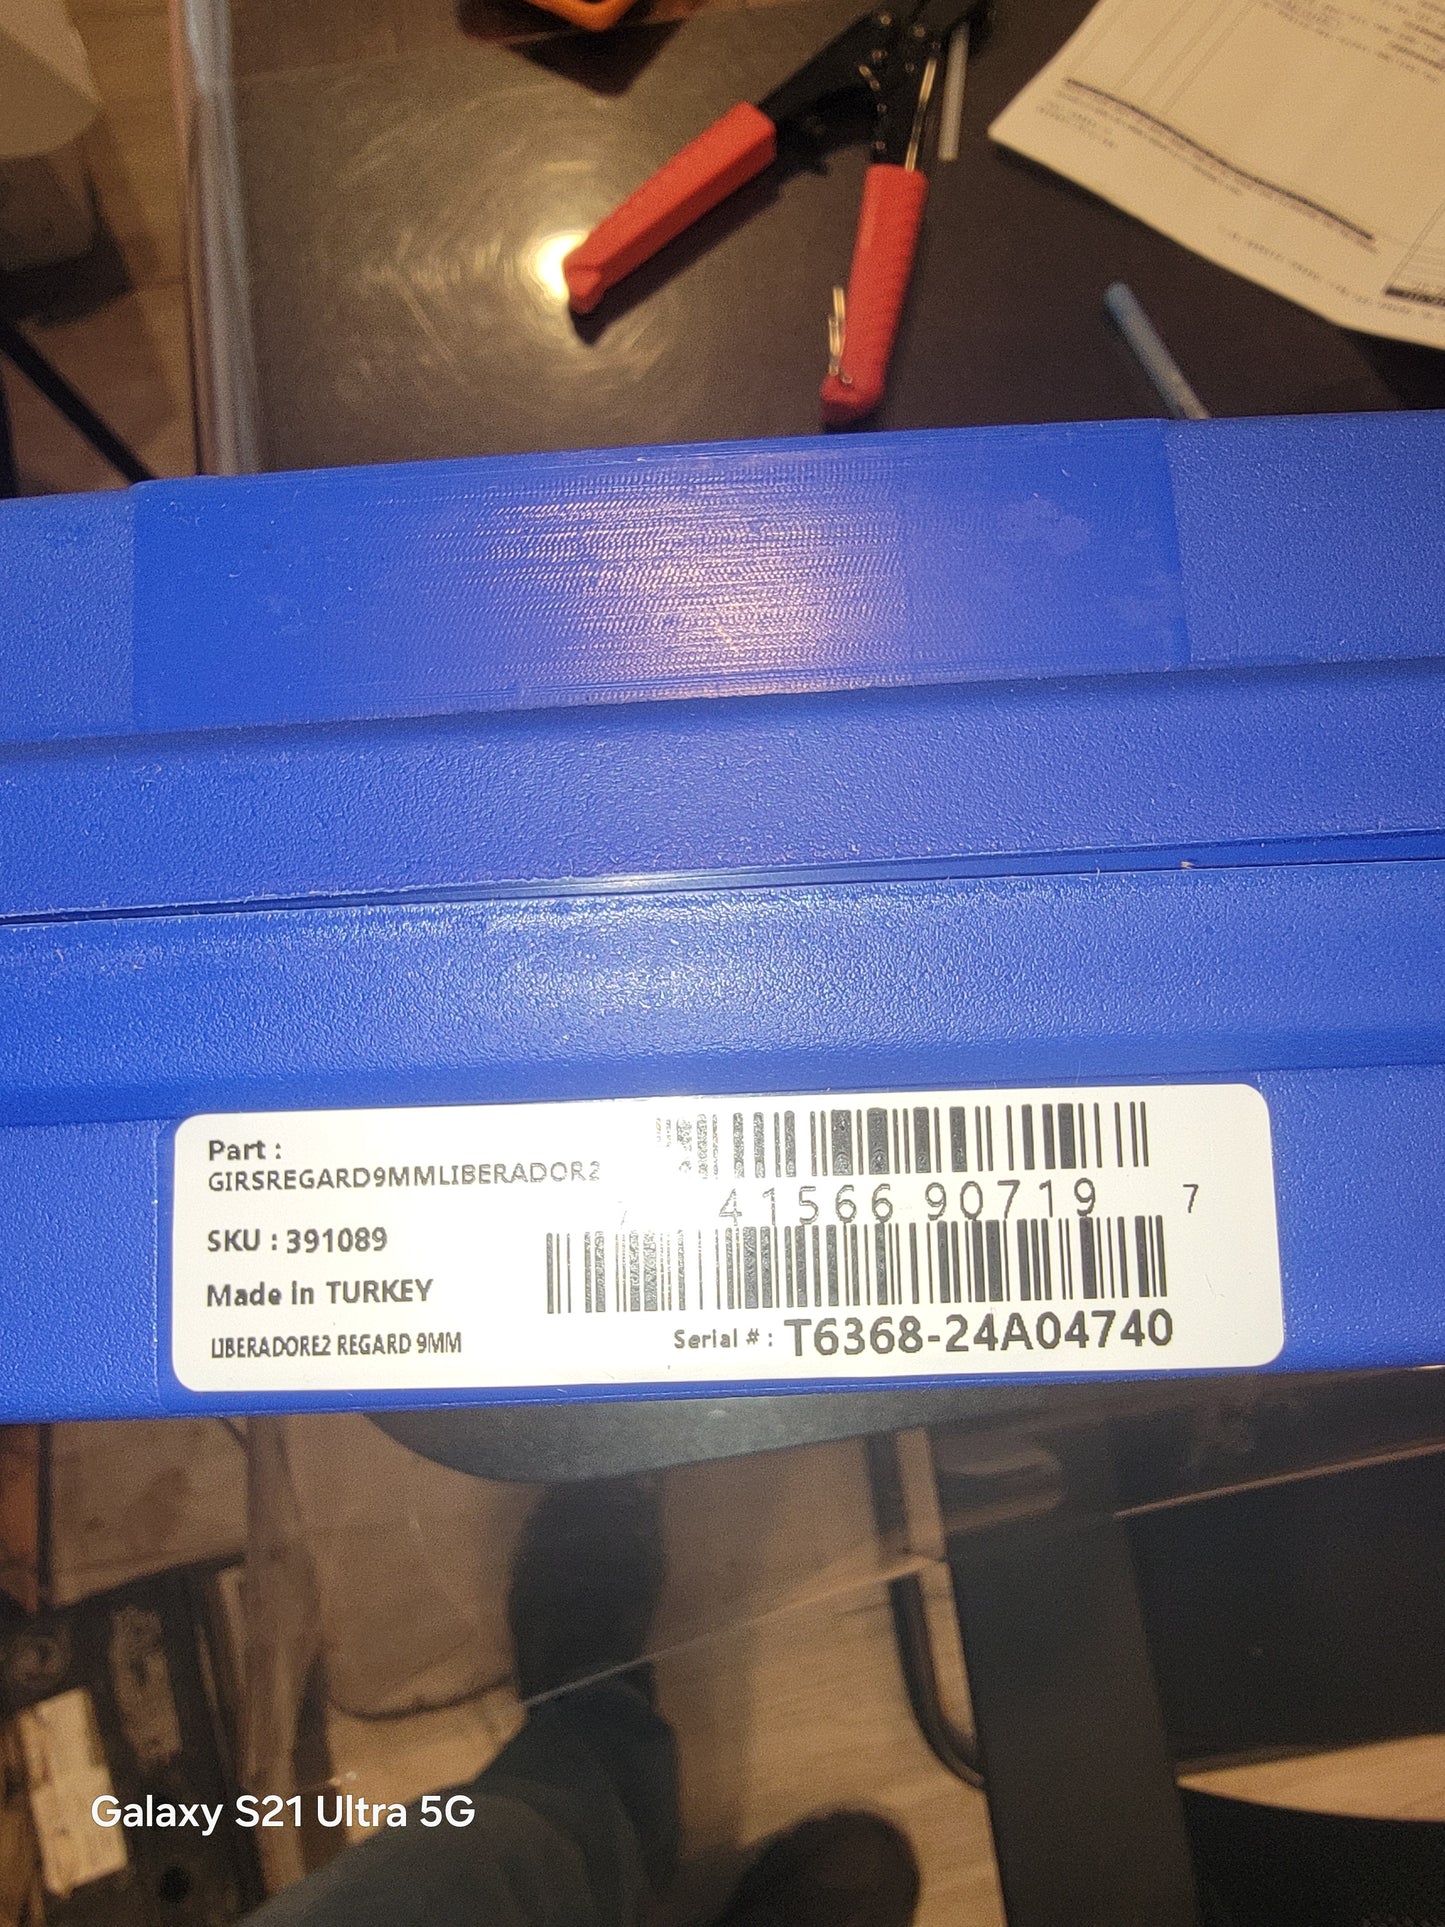 Part :
GIRSREGARD9MMLIBERADOR2
41566 90719 7
SKU : 391089
Made in TURKEY
LIBERADORE2 REGARD 9MM
Serial # : T6368-24A04740
Galaxy S21 Ultra 5G